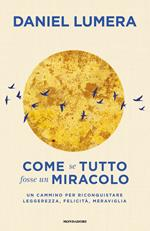 DANIEL LUMERA
COME se TUTTO
fosse un MIRACOLO
UN CAMMINO PER RICONQUISTARE
LEGGEREZZA, FELICITÀ, MERAVIGLIA
MONDADORI